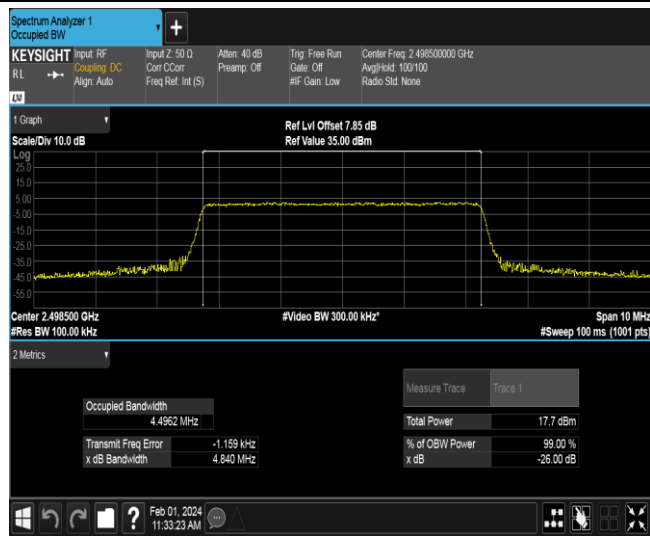 Spectrum Analyzer 1
Occupied BW
+
KEYSIGHT
RL
LXI
Input: RF
Coupling: DC
Align: Auto
Input Z: 50 Ω
Corr CCorr
Freq Ref: Int (S)
Atten: 40 dB
Preamp: Off
Trig: Free Run
Gate: Off
#IF Gain: Low
Center Freq: 2.498500000 GHz
Avg|Hold: 100/100
Radio Std: None
1 Graph
Scale/Div 10.0 dB
Ref Lvl Offset 7.85 dB
Ref Value 35.00 dBm
Log
25.0
15.0
5.00
-5.00
-15.0
-25.0
-35.0
-45.0
-55.0
Center 2.498500 GHz
#Video BW 300.00 kHz*
Span 10 MHz
#Res BW 100.00 kHz
#Sweep 100 ms (1001 pts)
2 Metrics
Measure Trace Trace 1
Occupied Bandwidth
4.4962 MHz
Total Power 17.7 dBm
Transmit Freq Error -1.159 kHz
% of OBW Power 99.00 %
x dB Bandwidth 4.840 MHz
x dB -26.00 dB
?
Feb 01, 2024
11:33:23 AM